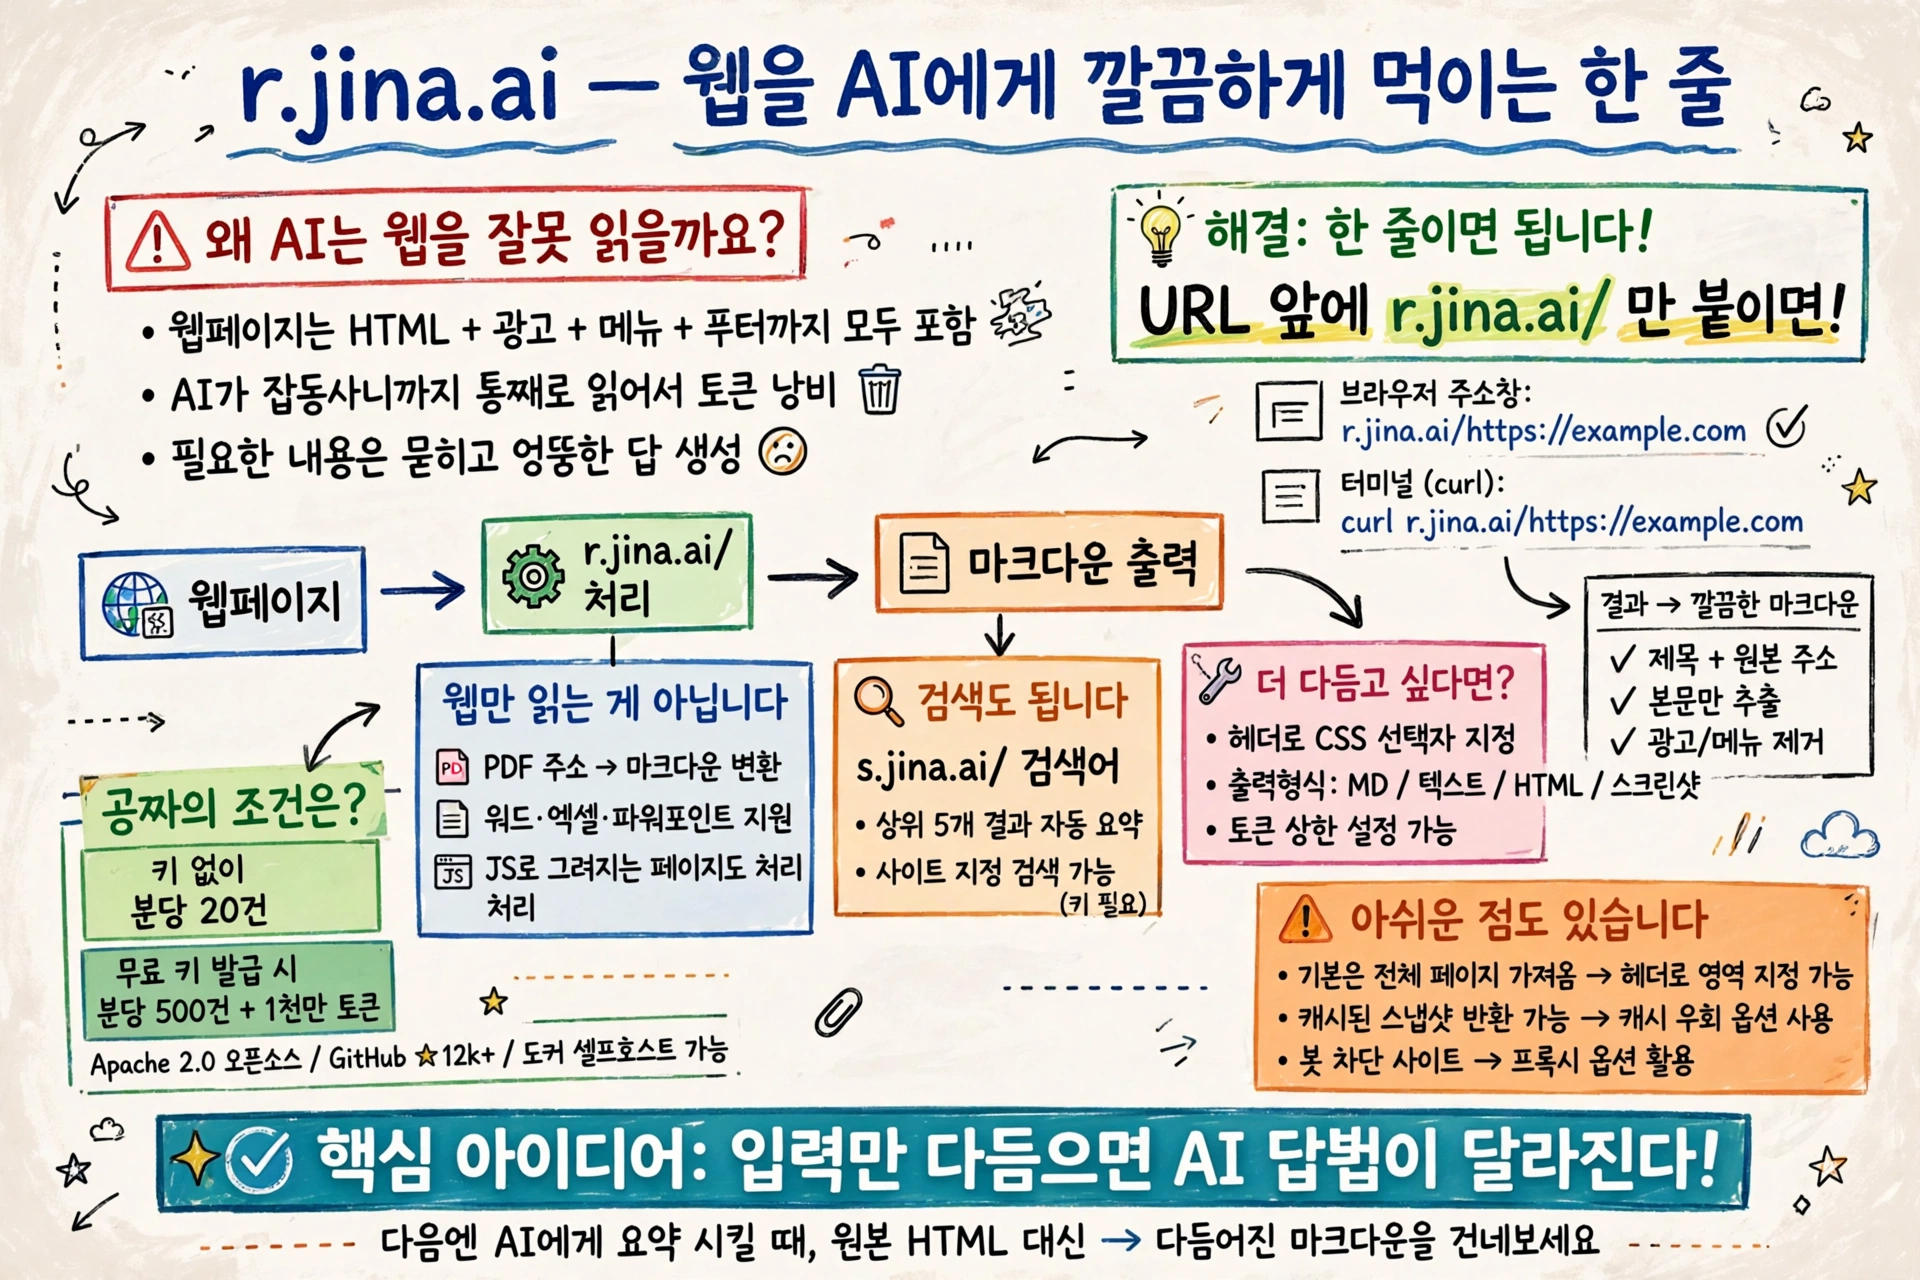 r.jina.ai — 웹을 AI에게 깔끔하게 먹이는 한 줄
왜 AI는 웹을 잘못 읽을까요?
• 웹페이지는 HTML + 광고 + 메뉴 + 푸터까지 모두 포함
• AI가 잡동사니까지 통째로 읽어서 토큰 낭비
• 필요한 내용은 묻히고 엉뚱한 답 생성
해결: 한 줄이면 됩니다!
URL 앞에 r.jina.ai/ 만 붙이면!
브라우저 주소창:
r.jina.ai/https://example.com
터미널 (curl):
curl r.jina.ai/https://example.com
결과 → 깔끔한 마크다운
✓ 제목 + 원본 주소
✓ 본문만 추출
✓ 광고/메뉴 제거
웹페이지
r.jina.ai/
처리
마크다운 출력
웹만 읽는 게 아닙니다
PD
PDF 주소 → 마크다운 변환
워드·엑셀·파워포인트 지원
JS
JS로 그려지는 페이지도 처리
처리
검색도 됩니다
s.jina.ai/ 검색어
• 상위 5개 결과 자동 요약
• 사이트 지정 검색 가능
(키 필요)
더 다듬고 싶다면?
• 헤더로 CSS 선택자 지정
• 출력형식: MD / 텍스트 / HTML / 스크린샷
• 토큰 상한 설정 가능
공짜의 조건은?
키 없이
분당 20건
무료 키 발급 시
분당 500건 + 1천만 토큰
Apache 2.0 오픈소스 / GitHub ★12k+ / 도커 셀프호스트 가능
아쉬운 점도 있습니다
• 기본은 전체 페이지 가져옴 → 헤더로 영역 지정 가능
• 캐시된 스냅샷 반환 가능 → 캐시 우회 옵션 사용
• 봇 차단 사이트 → 프록시 옵션 활용
핵심 아이디어: 입력만 다듬으면 AI 답법이 달라진다!
다음엔 AI에게 요약 시킬 때, 원본 HTML 대신 → 다듬어진 마크다운을 건네보세요